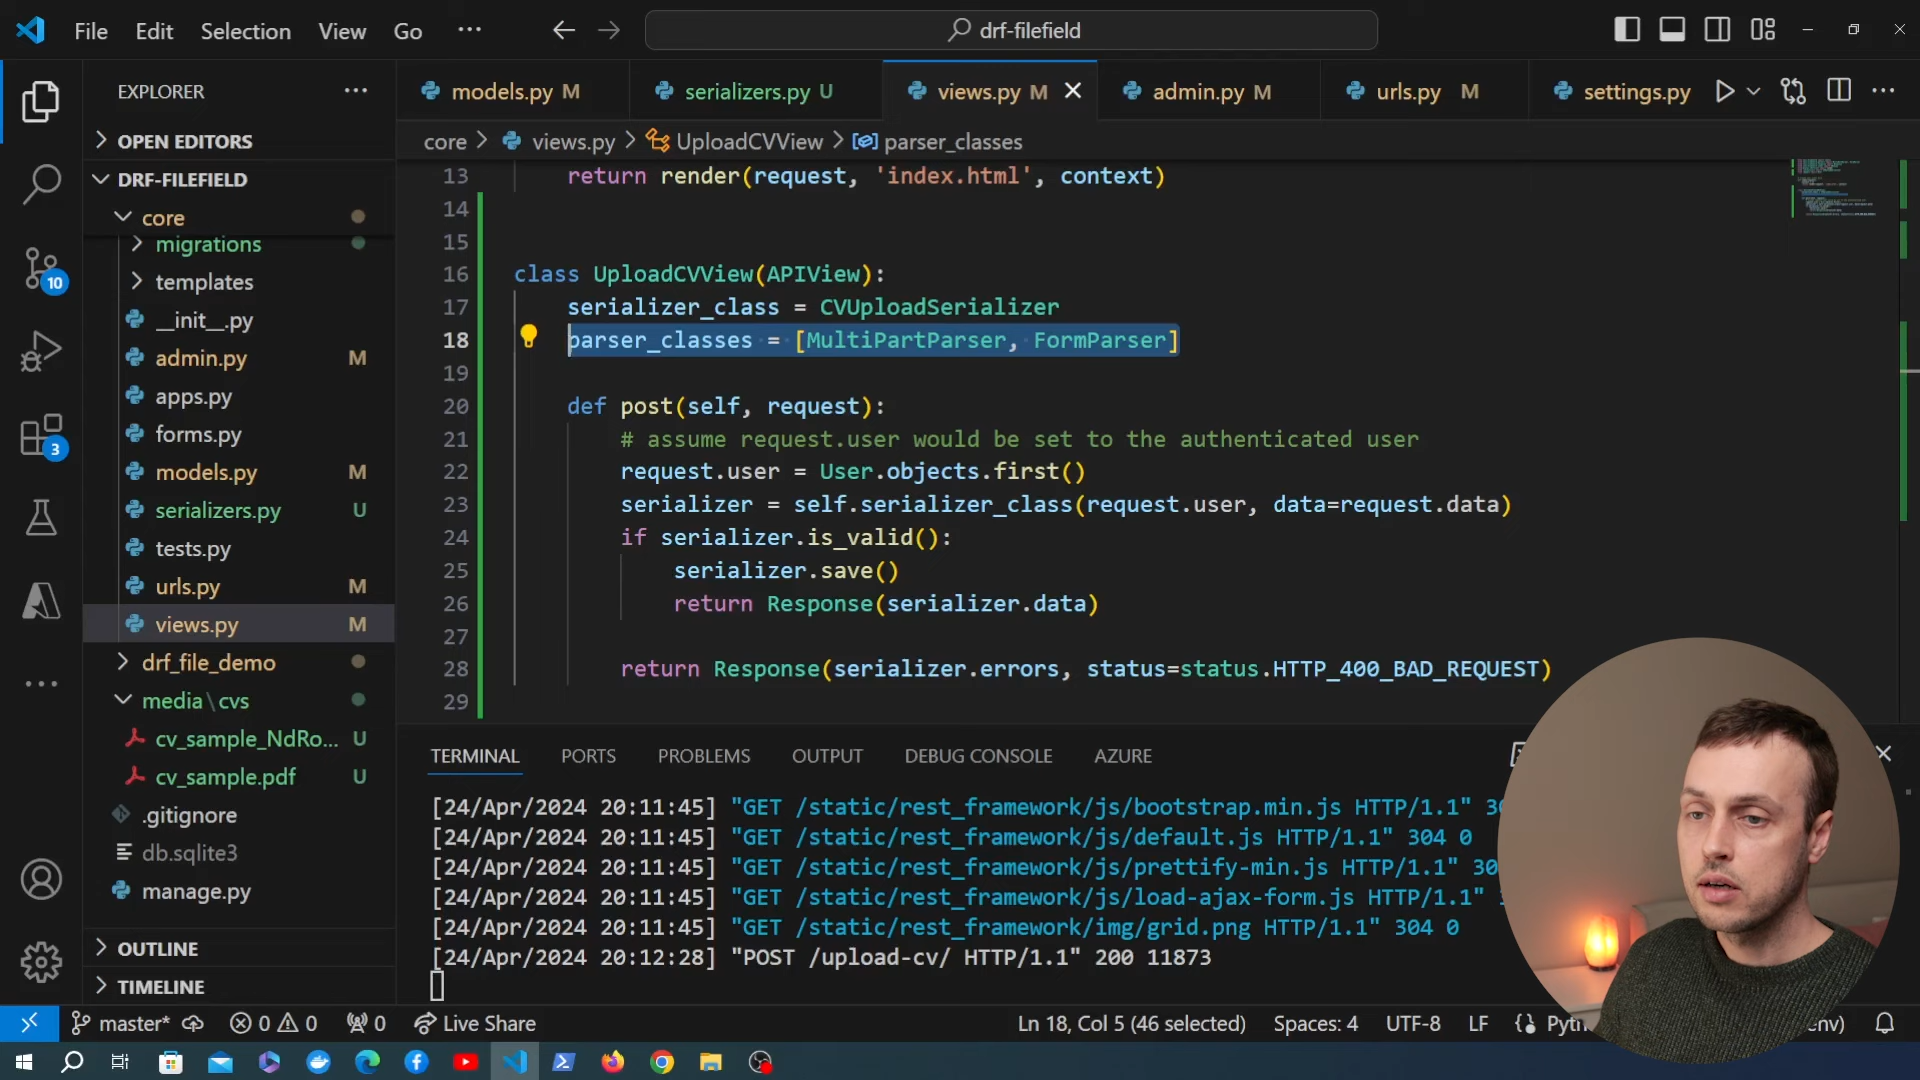 File Edit Selection View Go ··· drf-filefield
EXPLORER
OPEN EDITORS
DRF-FILEFIELD
core
migrations
templates
__init__.py
admin.py M
apps.py
forms.py
models.py M
serializers.py U
tests.py
urls.py M
views.py M
drf_file_demo
media\cvs
cv_sample_NdRo... U
cv_sample.pdf U
.gitignore
db.sqlite3
manage.py
OUTLINE
TIMELINE
10
3
models.py M serializers.py U views.py M admin.py M urls.py M settings.py
core > views.py > UploadCVView > parser_classes
13 return render(request, 'index.html', context)
14
15
16 class UploadCVView(APIView):
17 serializer_class = CVUploadSerializer
18 parser_classes = [MultiPartParser, FormParser]
19
20 def post(self, request):
21 # assume request.user would be set to the authenticated user
22 request.user = User.objects.first()
23 serializer = self.serializer_class(request.user, data=request.data)
24 if serializer.is_valid():
25 serializer.save()
26 return Response(serializer.data)
27
28 return Response(serializer.errors, status=status.HTTP_400_BAD_REQUEST)
29
TERMINAL PORTS PROBLEMS OUTPUT DEBUG CONSOLE AZURE
[24/Apr/2024 20:11:45] "GET /static/rest_framework/js/bootstrap.min.js HTTP/1.1" 30
[24/Apr/2024 20:11:45] "GET /static/rest_framework/js/default.js HTTP/1.1" 304 0
[24/Apr/2024 20:11:45] "GET /static/rest_framework/js/prettify-min.js HTTP/1.1" 30
[24/Apr/2024 20:11:45] "GET /static/rest_framework/js/load-ajax-form.js HTTP/1.1"
[24/Apr/2024 20:11:45] "GET /static/rest_framework/img/grid.png HTTP/1.1" 304 0
[24/Apr/2024 20:12:28] "POST /upload-cv/ HTTP/1.1" 200 11873
master* 0 0 0 Live Share Ln 18, Col 5 (46 selected) Spaces: 4 UTF-8 LF Pyth env)